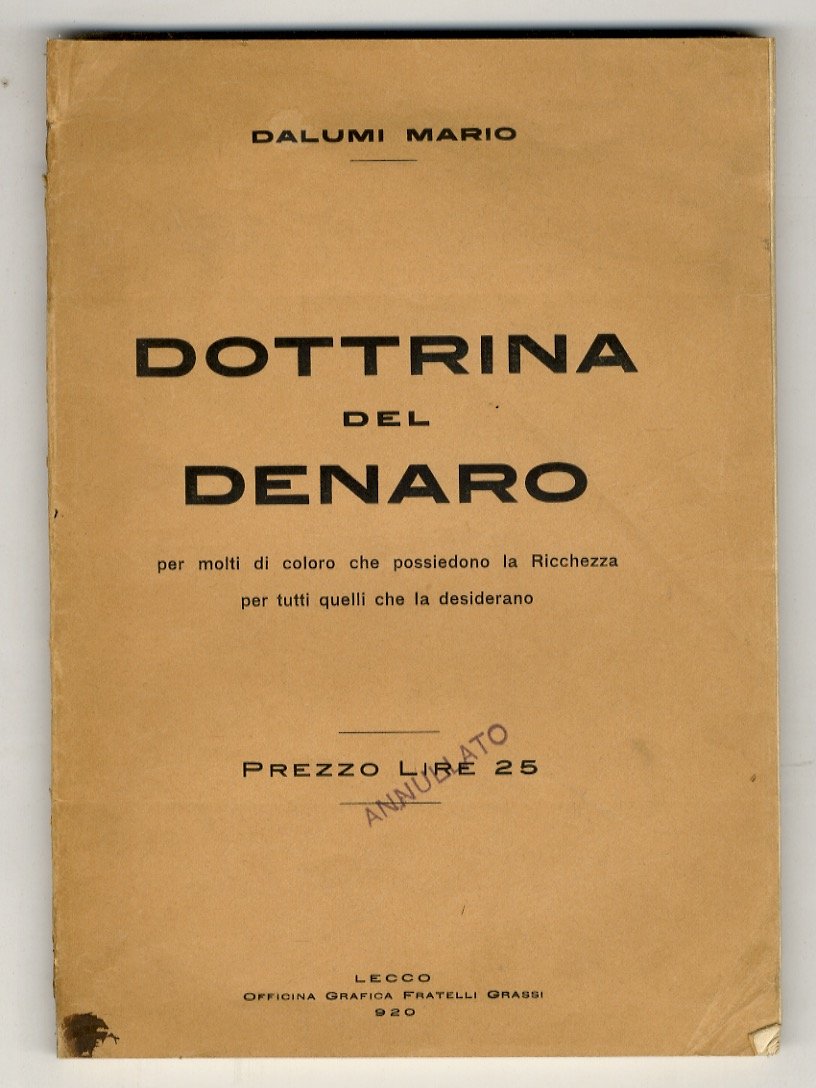 DALUMI MARIO
DOTTRINA
DEL
DENARO
per molti di coloro che possiedono la Ricchezza
per tutti quelli che la desiderano
PREZZO LIRE 25
ANNULLATO
LECCO
OFFICINA GRAFICA FRATELLI GRASSI
920